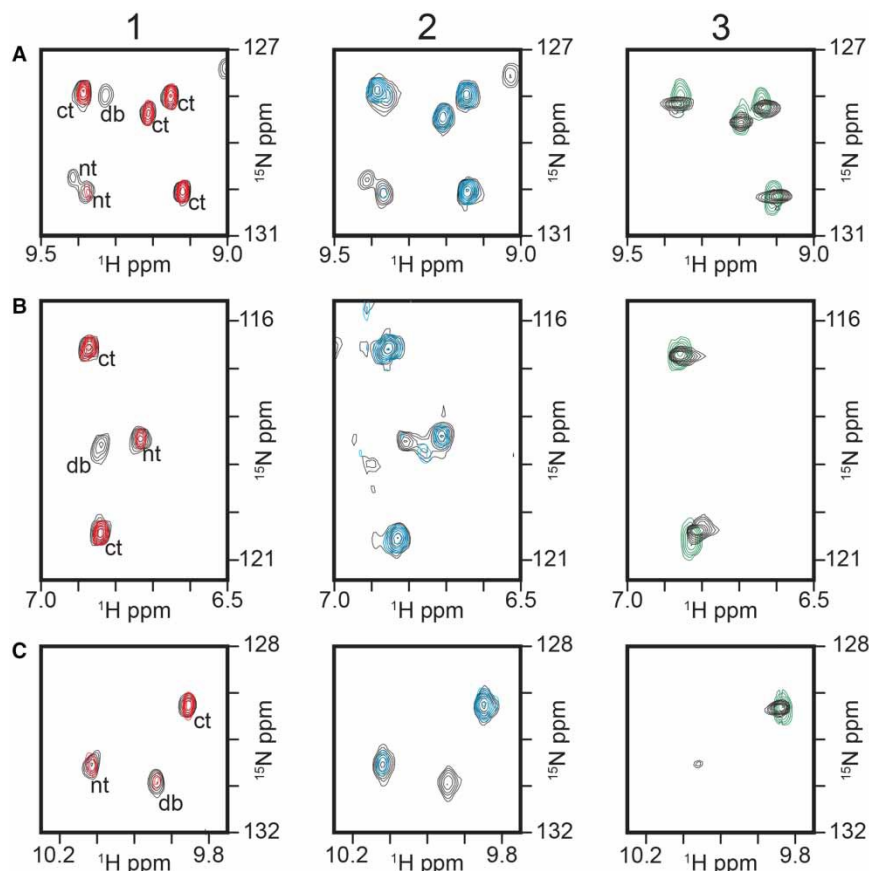 1 2 3
A
127 127 127
ct db ct
ct
nt
nt ct
¹⁵N ppm ¹⁵N ppm ¹⁵N ppm
131 131 131
9.5 9.0 9.5 9.0 9.5 9.0
¹H ppm ¹H ppm ¹H ppm
B
116 116 116
ct
db nt
ct
¹⁵N ppm ¹⁵N ppm ¹⁵N ppm
121 121 121
7.0 6.5 7.0 6.5 7.0 6.5
¹H ppm ¹H ppm ¹H ppm
C
128 128 128
ct
nt
db
¹⁵N ppm ¹⁵N ppm ¹⁵N ppm
132 132 132
10.2 9.8 10.2 9.8 10.2 9.8
¹H ppm ¹H ppm ¹H ppm